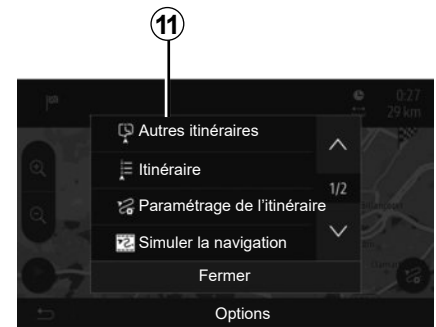 11
0:27
29 km
Autres itinéraires
Itinéraire
1/2
Paramétrage de l'itinéraire
Simuler la navigation
Fermer
Options